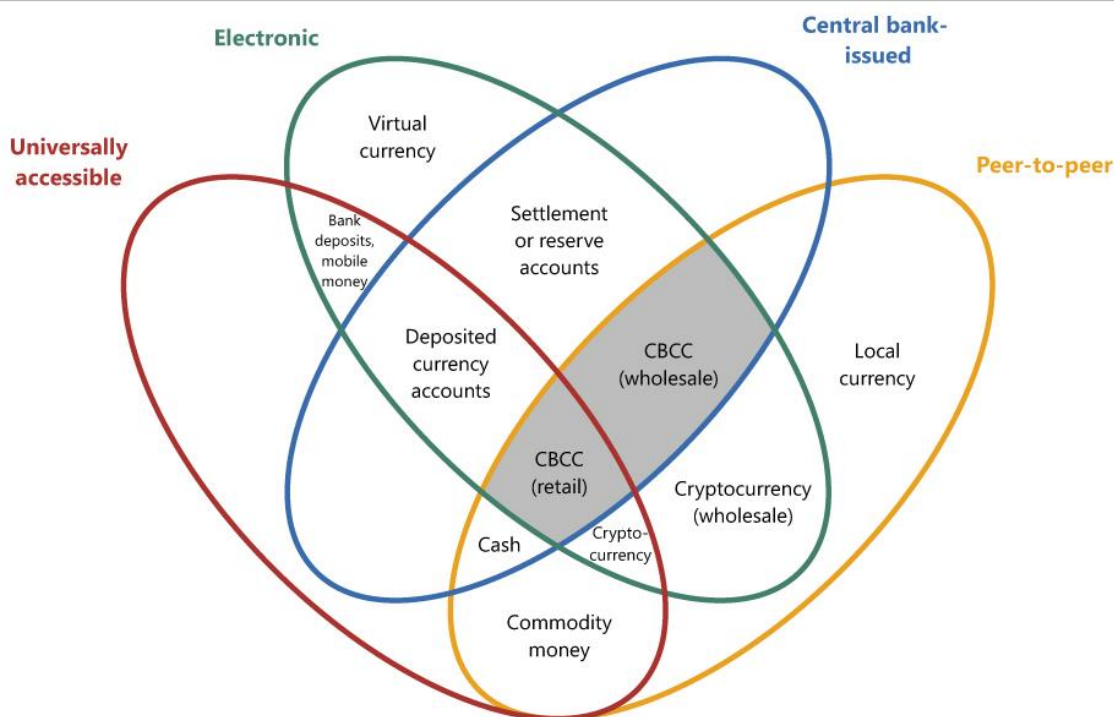 Electronic
Central bank-
issued
Universally
accessible
Peer-to-peer
Virtual
currency
Bank
deposits,
mobile
money
Settlement
or reserve
accounts
Deposited
currency
accounts
CBCC
(wholesale)
Local
currency
CBCC
(retail)
Cryptocurrency
(wholesale)
Cash
Crypto-
currency
Commodity
money